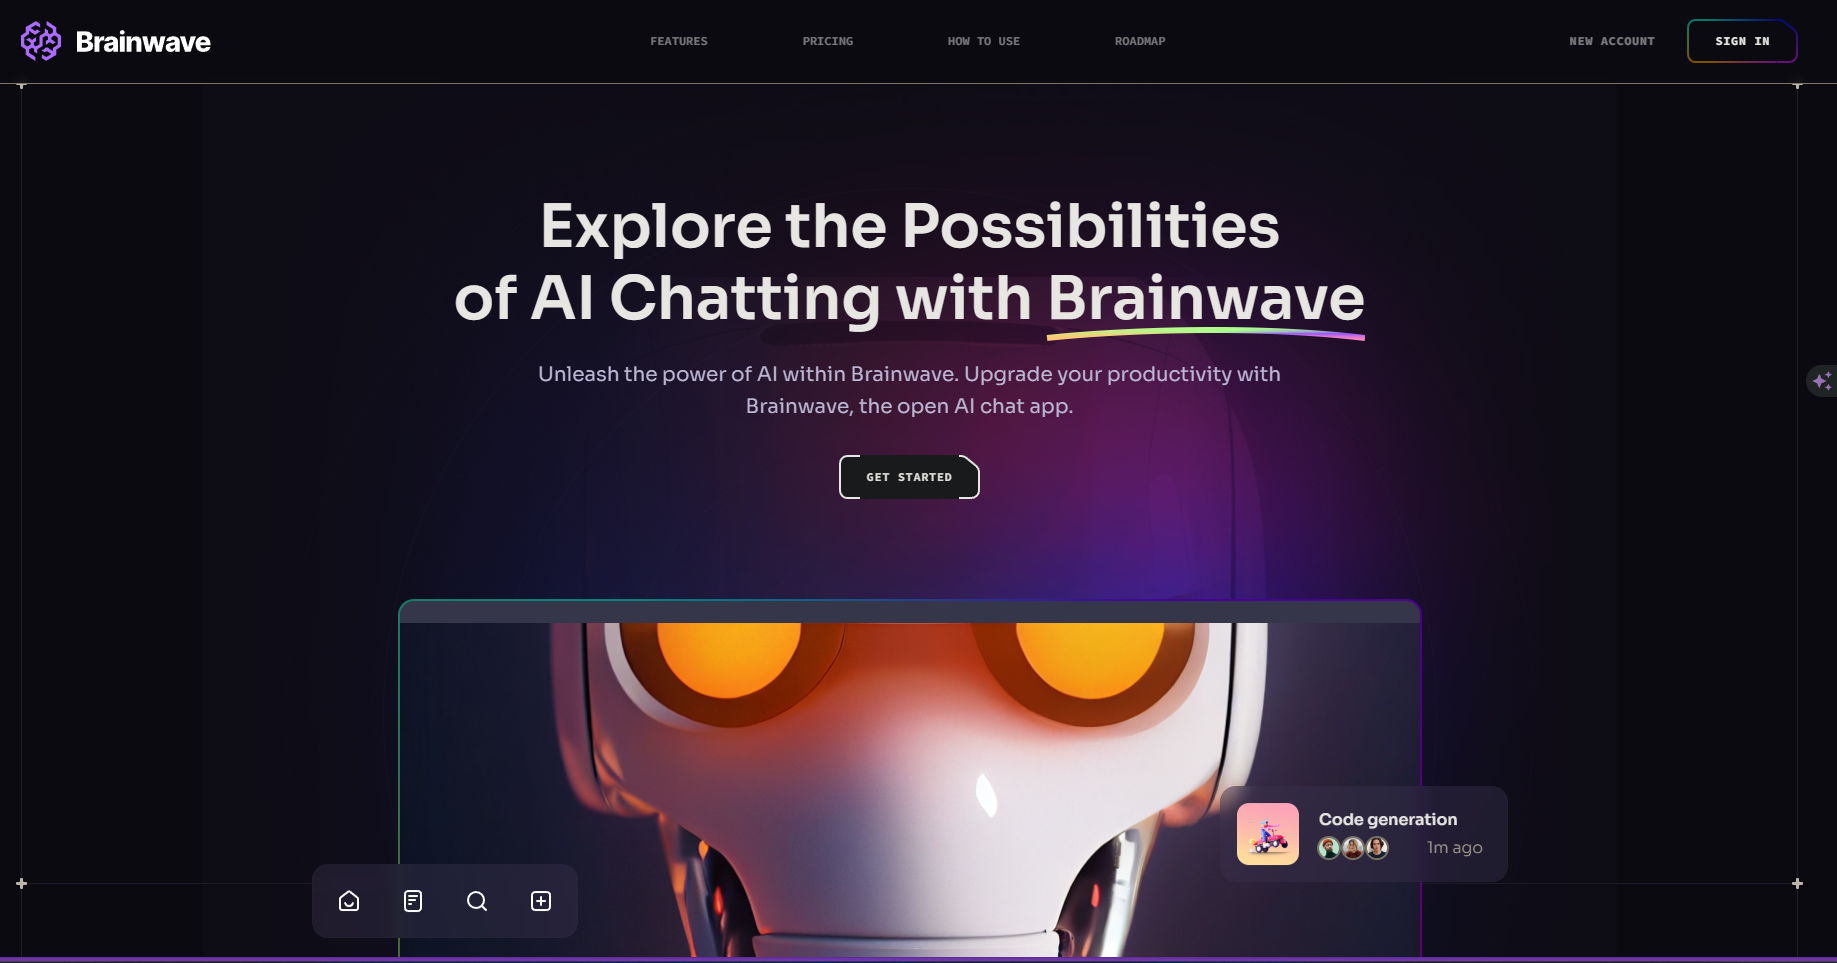 Brainwave
FEATURES
PRICING
HOW TO USE
ROADMAP
NEW ACCOUNT
SIGN IN
Explore the Possibilities
of AI Chatting with Brainwave
Unleash the power of AI within Brainwave. Upgrade your productivity with
Brainwave, the open AI chat app.
GET STARTED
Code generation
1m ago